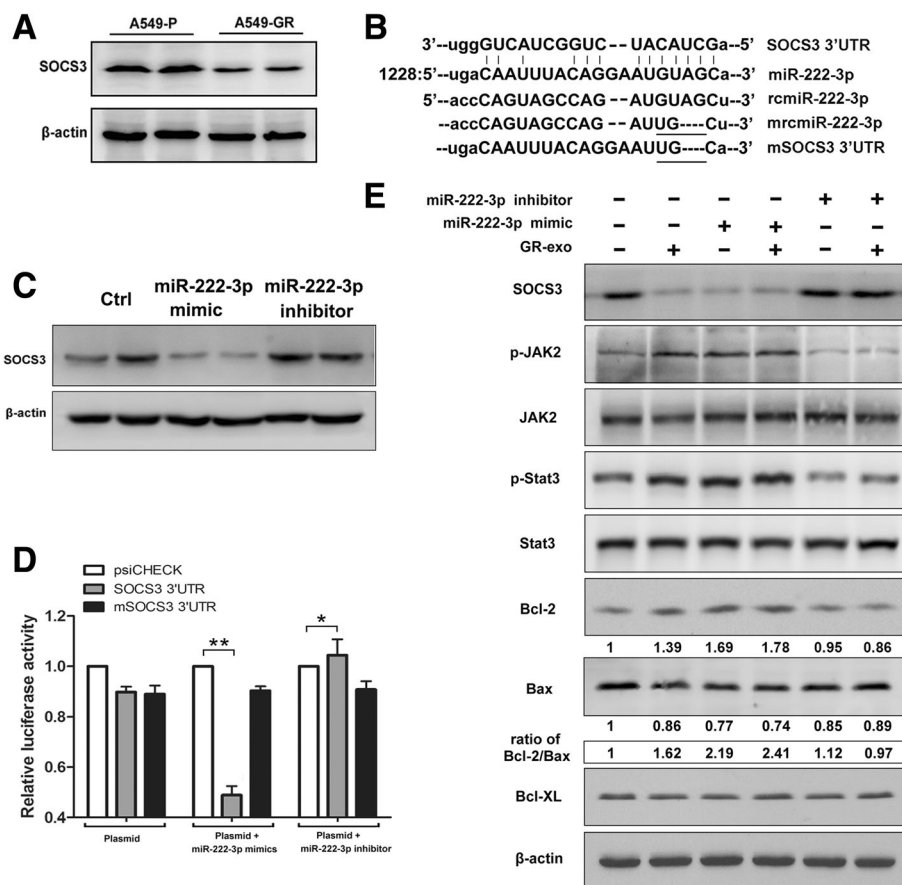 A
A549-P A549-GR
SOCS3
β-actin
B
3'--uggGUCAUCGGUC--UACAUCGa--5' SOCS3 3'UTR
1228:5'--ugaCAAUUUACAGGAAUGUAGCa--3' miR-222-3p
5'--accCAGUAGCCAG--AUGUAGCu--3' rcmiR-222-3p
--accCAGUAGCCAG--AUUG----Cu--3' mrcmiR-222-3p
--ugaCAAUUUACAGGAAUUG----Ca--3' mSOCS3 3'UTR
C
Ctrl miR-222-3p mimic miR-222-3p inhibitor
SOCS3
β-actin
D
psiCHECK
SOCS3 3'UTR
mSOCS3 3'UTR
Relative luciferase activity
1.2
1.0
0.8
0.6
0.4
**
*
Plasmid
Plasmid + miR-222-3p mimics
Plasmid + miR-222-3p inhibitor
E
miR-222-3p inhibitor - - - - + +
miR-222-3p mimic - - + + - -
GR-exo - + - + - +
SOCS3
p-JAK2
JAK2
p-Stat3
Stat3
Bcl-2
1 1.39 1.69 1.78 0.95 0.86
Bax
1 0.86 0.77 0.74 0.85 0.89
ratio of Bcl-2/Bax 1 1.62 2.19 2.41 1.12 0.97
Bcl-XL
β-actin